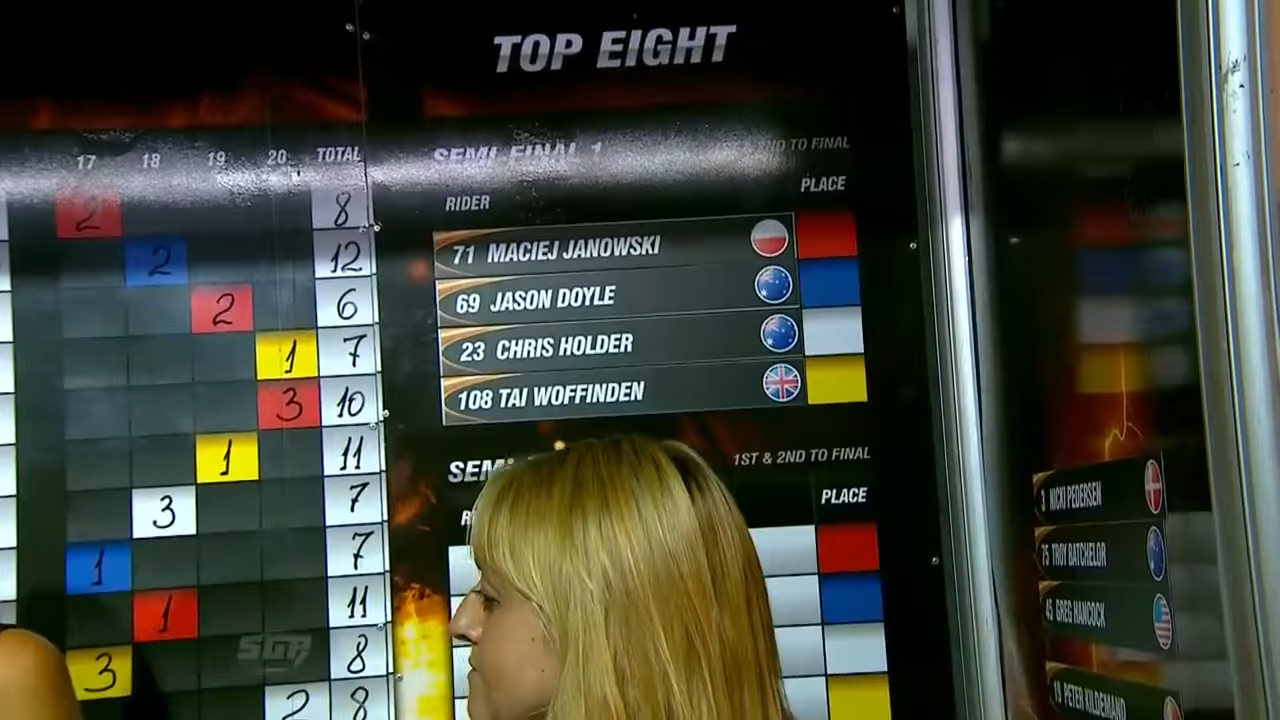 TOP EIGHT
17 18 19 20 TOTAL
2 8
2 12
2 6
1 7
3 10
1 11
3 7
1 7
1 11
3 8
2 8
SEMI FINAL 1
2ND TO FINAL
RIDER PLACE
71 MACIEJ JANOWSKI
69 JASON DOYLE
23 CHRIS HOLDER
108 TAI WOFFINDEN
1ST & 2ND TO FINAL
PLACE
3 NICKI PEDERSEN
75 TROY BATCHELOR
45 GREG HANCOCK
19 PETER KILDEMAND
SGP